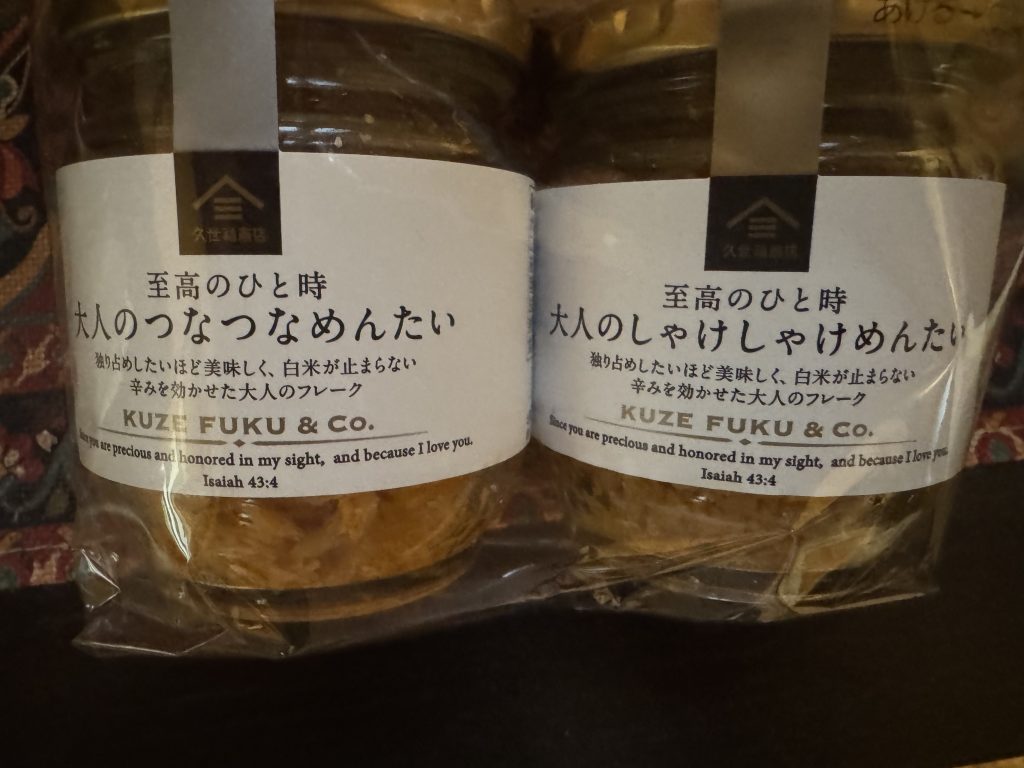 あける→
久世福商店
至高のひと時
大人のつなつなめんたい
独り占めしたいほど美味しく、白米が止まらない
辛みを効かせた大人のフレーク
KUZE FUKU & Co.
Since you are precious and honored in my sight, and because I love you.
Isaiah 43:4
久世福商店
至高のひと時
大人のしゃけしゃけめんたい
独り占めしたいほど美味しく、白米が止まらない
辛みを効かせた大人のフレーク
KUZE FUKU & Co.
Since you are precious and honored in my sight, and because I love you.
Isaiah 43:4